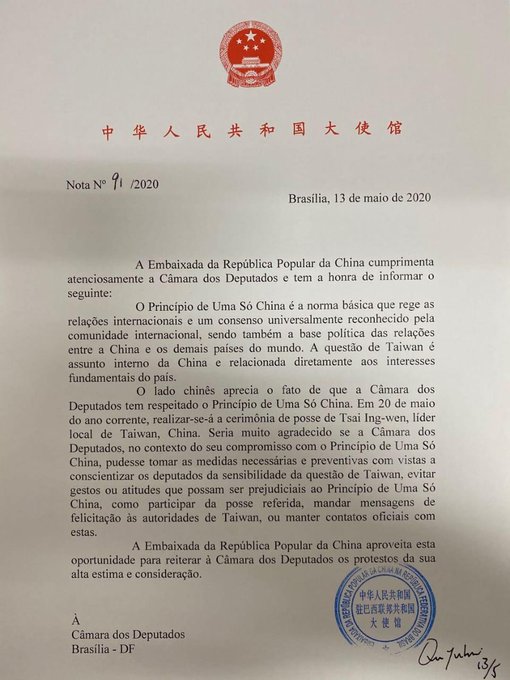 中华人民共和国大使馆
Nota Nº 91 /2020
Brasília, 13 de maio de 2020
A Embaixada da República Popular da China cumprimenta
atenciosamente a Câmara dos Deputados e tem a honra de informar o
seguinte:
O Princípio de Uma Só China é a norma básica que rege as
relações internacionais e um consenso universalmente reconhecido pela
comunidade internacional, sendo também a base política das relações
entre a China e os demais países do mundo. A questão de Taiwan é
assunto interno da China e relacionada diretamente aos interesses
fundamentais do país.
O lado chinês aprecia o fato de que a Câmara dos
Deputados tem respeitado o Princípio de Uma Só China. Em 20 de maio
do ano corrente, realizar-se-á a cerimônia de posse de Tsai Ing-wen, líder
local de Taiwan, China. Seria muito agradecido se a Câmara dos
Deputados, no contexto do seu compromisso com o Princípio de Uma Só
China, pudesse tomar as medidas necessárias e preventivas com vistas a
conscientizar os deputados da sensibilidade da questão de Taiwan, evitar
gestos ou atitudes que possam ser prejudiciais ao Princípio de Uma Só
China, como participar da posse referida, mandar mensagens de
felicitação às autoridades de Taiwan, ou manter contatos oficiais com
estas.
A Embaixada da República Popular da China aproveita esta
oportunidade para reiterar à Câmara dos Deputados os protestos da sua
alta estima e consideração.
EMBAIXADA DA REPÚBLICA POPULAR DA CHINA NA REPÚBLICA FEDERATIVA DO BRASIL
中华人民共和国
驻巴西联邦共和国
大使馆
À
Câmara dos Deputados
Brasília - DF
13/5